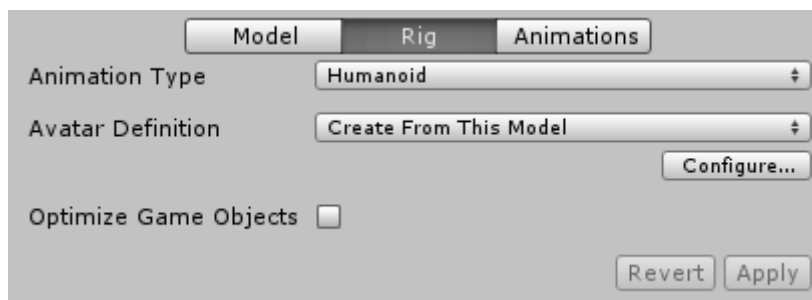 Model Rig Animations
Animation Type Humanoid
Avatar Definition Create From This Model
Configure...
Optimize Game Objects
Revert Apply